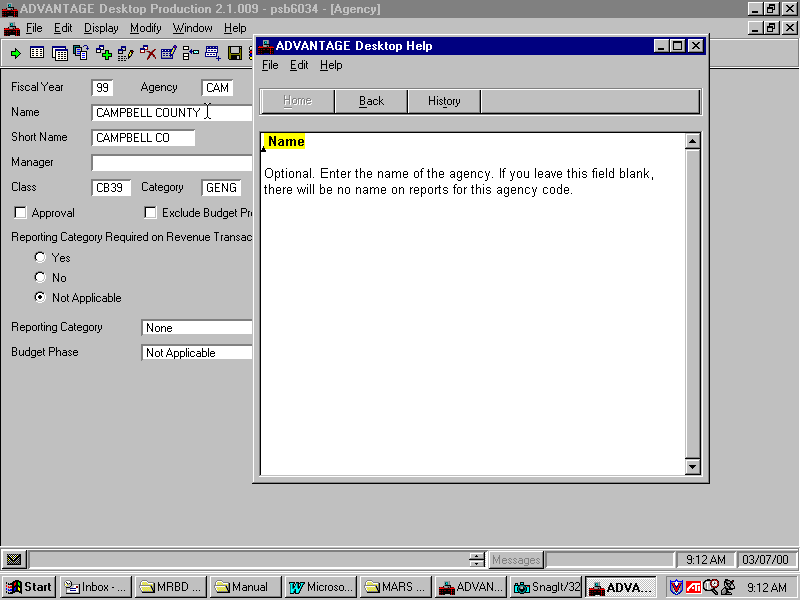 ADVANTAGE Desktop Production 2.1.009 - psb6034 - [Agency]
File Edit Display Modify Window Help
ADVANTAGE Desktop Help
File Edit Help
Home Back History
Name
Optional. Enter the name of the agency. If you leave this field blank,
there will be no name on reports for this agency code.
Fiscal Year 99 Agency CAM
Name CAMPBELL COUNTY
Short Name CAMPBELL CO
Manager
Class CB39 Category GENG
Approval Exclude Budget Pr
Reporting Category Required on Revenue Transac
Yes
No
Not Applicable
Reporting Category None
Budget Phase Not Applicable
Messages 9:12 AM 03/07/00
Start Inbox - ... MRBD ... Manual Microso... MARS ... ADVAN... SnagIt/32 ADVA... 9:12 AM